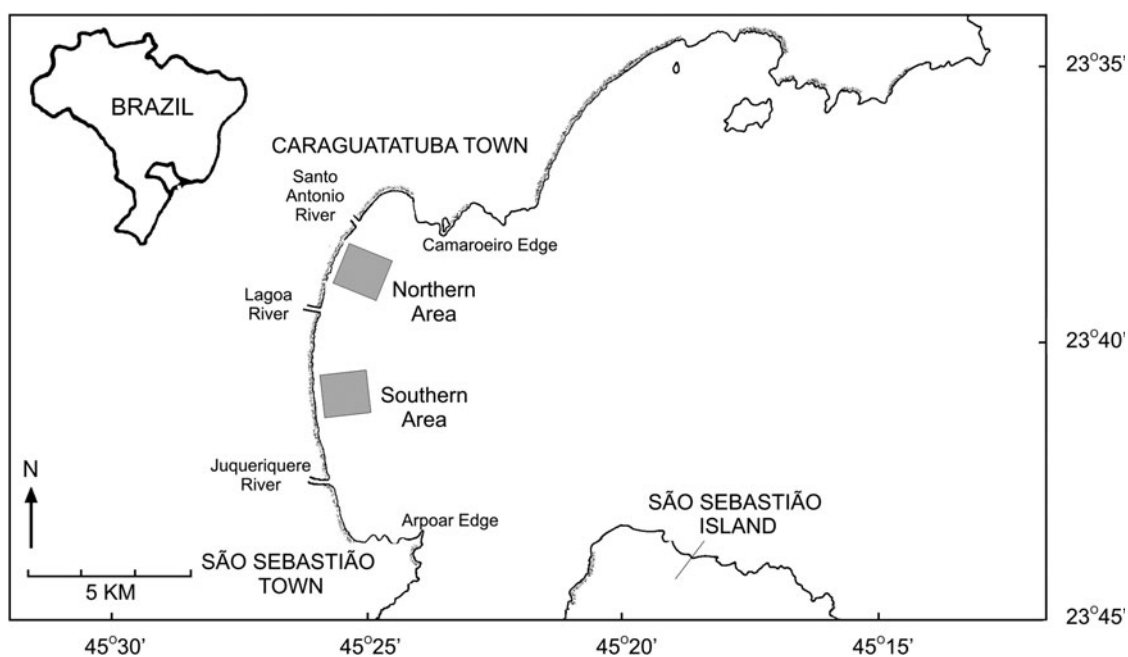 BRAZIL
CARAGUATATUBA TOWN
Santo
Antonio
River
Camaroeiro Edge
Lagoa
River
Northern
Area
Southern
Area
Juqueriquere
River
Arpoar Edge
SÃO SEBASTIÃO
TOWN
SÃO SEBASTIÃO
ISLAND
N
5 KM
23°35'
23°40'
23°45'
45°30'
45°25'
45°20'
45°15'